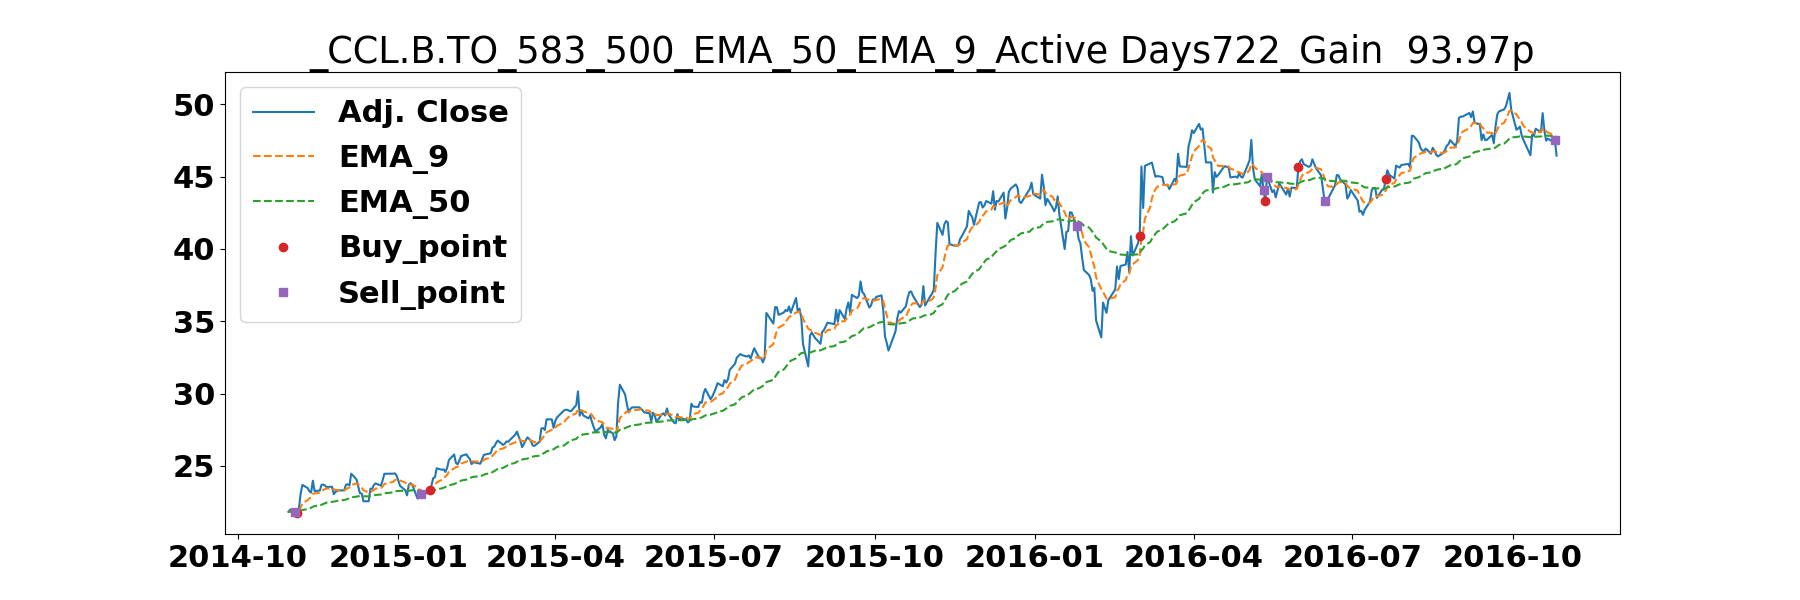 _CCL.B.TO_583_500_EMA_50_EMA_9_Active Days722_Gain  93.97p
50
45
40
35
30
25
Adj. Close
EMA_9
EMA_50
Buy_point
Sell_point
2014-10 2015-01 2015-04 2015-07 2015-10 2016-01 2016-04 2016-07 2016-10